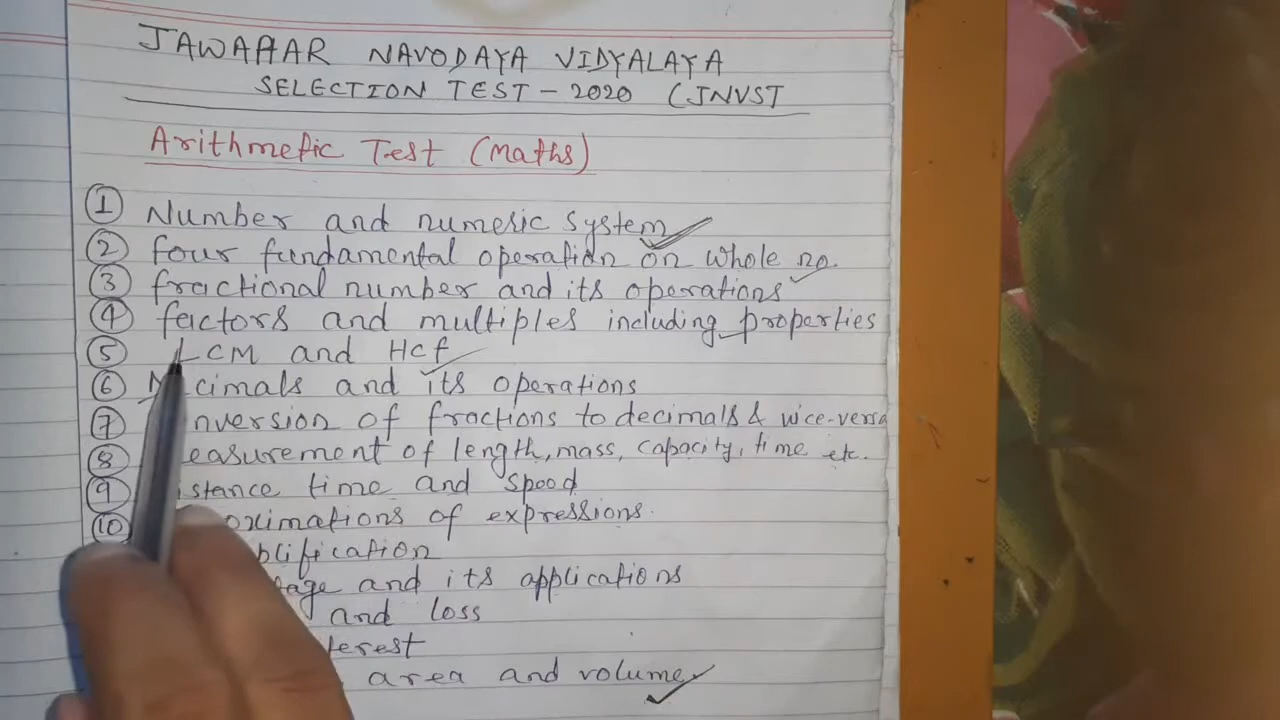 JAWAHAR NAVODAYA VIDYALAYA
SELECTION TEST - 2020 (JNVST
Arithmetic Test (Maths)
① Number and numeric system
② four fundamental operation on whole no.
③ fractional number and its operations
④ factors and multiples including properties
⑤ LCM and Hcf
⑥ Decimals and its operations
⑦ nversion of fractions to decimals & vice-versa
⑧ easurement of length, mass, capacity, time etc.
⑨ istance time and speed
⑩ oximations of expressions.
plification
tage and its applications
and loss
terest
area and volume